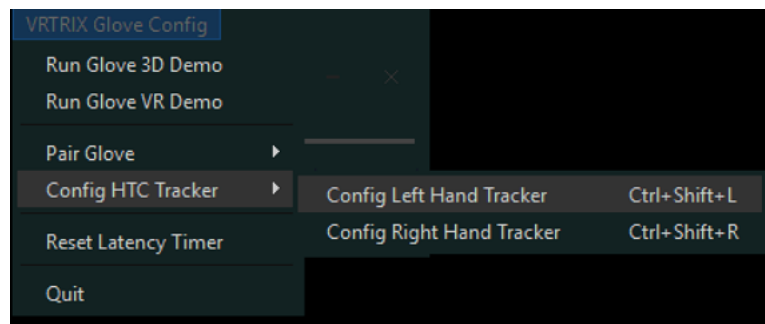 VRTRIX Glove Config
Run Glove 3D Demo
Run Glove VR Demo
Pair Glove
Config HTC Tracker
Config Left Hand Tracker Ctrl+Shift+L
Config Right Hand Tracker Ctrl+Shift+R
Reset Latency Timer
Quit